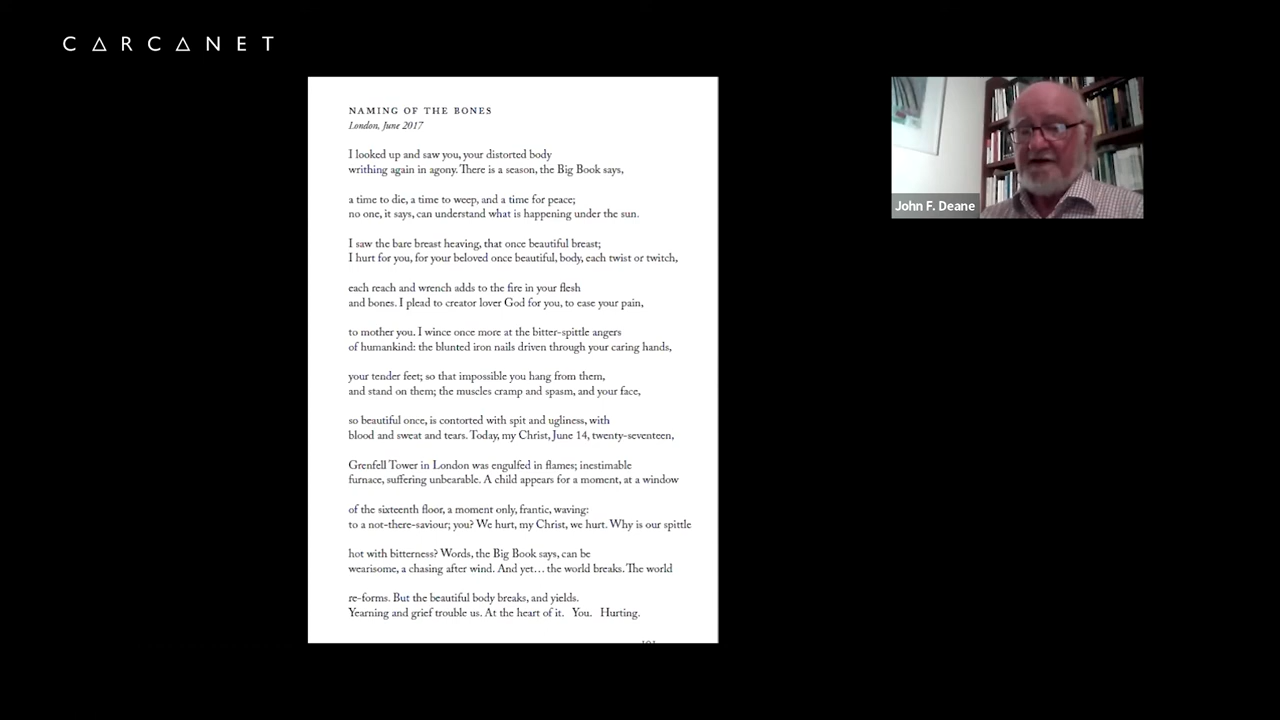 CARCANET
NAMING OF THE BONES
London, June 2017
I looked up and saw you, your distorted body
writhing again in agony. There is a season, the Big Book says,
a time to die, a time to weep, and a time for peace;
no one, it says, can understand what is happening under the sun.
I saw the bare breast heaving, that once beautiful breast;
I hurt for you, for your beloved once beautiful, body, each twist or twitch,
each reach and wrench adds to the fire in your flesh
and bones. I plead to creator lover God for you, to ease your pain,
to mother you. I wince once more at the bitter-spittle angers
of humankind: the blunted iron nails driven through your caring hands,
your tender feet; so that impossible you hang from them,
and stand on them; the muscles cramp and spasm, and your face,
so beautiful once, is contorted with spit and ugliness, with
blood and sweat and tears. Today, my Christ, June 14, twenty-seventeen,
Grenfell Tower in London was engulfed in flames; inestimable
furnace, suffering unbearable. A child appears for a moment, at a window
of the sixteenth floor, a moment only, frantic, waving:
to a not-there-saviour; you? We hurt, my Christ, we hurt. Why is our spittle
hot with bitterness? Words, the Big Book says, can be
wearisome, a chasing after wind. And yet… the world breaks. The world
re-forms. But the beautiful body breaks, and yields.
Yearning and grief trouble us. At the heart of it. You. Hurting.
John F. Deane